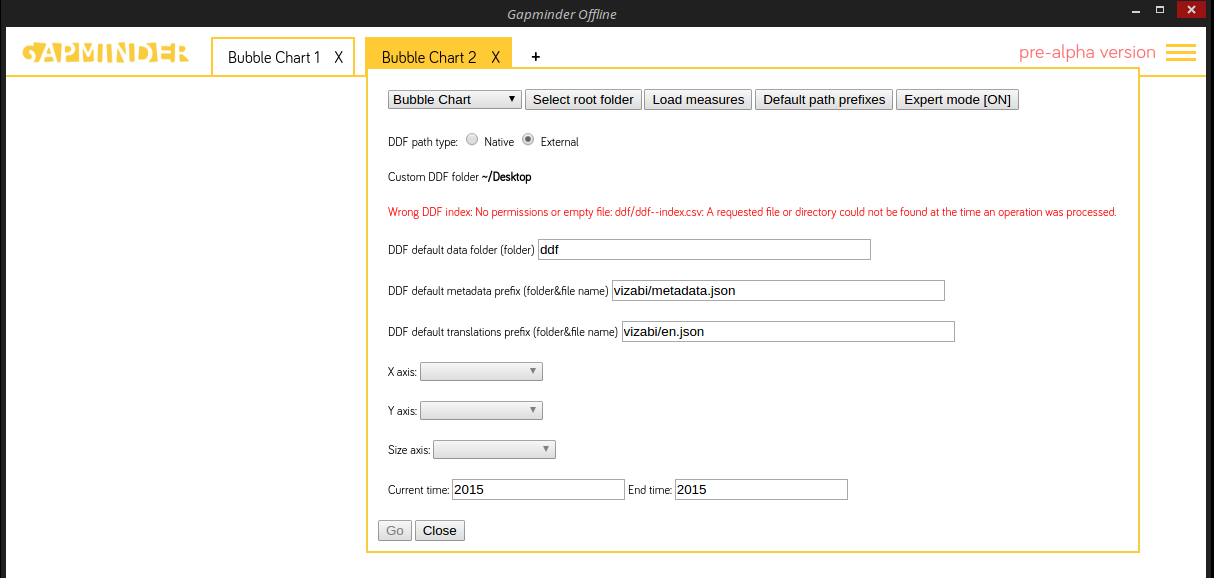 Gapminder Offline
GAPMINDER
Bubble Chart 1 X
Bubble Chart 2 X
+
pre-alpha version
Bubble Chart
Select root folder
Load measures
Default path prefixes
Expert mode [ON]
DDF path type: Native External
Custom DDF folder ~/Desktop
Wrong DDF index: No permissions or empty file: ddf/ddf--index.csv: A requested file or directory could not be found at the time an operation was processed.
DDF default data folder (folder) ddf
DDF default metadata prefix (folder&file name) vizabi/metadata.json
DDF default translations prefix (folder&file name) vizabi/en.json
X axis:
Y axis:
Size axis:
Current time: 2015 End time: 2015
Go Close